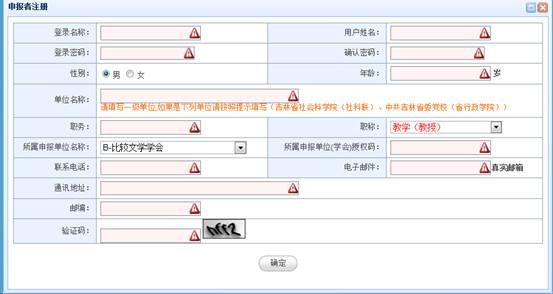 申报者注册
登录名称： 用户姓名：
登录密码： 确认密码：
性别： 男 女 年龄： 岁
单位名称：
请填写一级单位,如果是下列单位请按照提示填写（吉林省社会科学院（社科联）、中共吉林省委党校（省行政学院））
职务： 职称： 教学（教授）
所属申报单位名称： B-比较文学学会 所属申报单位(学会)授权码：
联系电话： 电子邮件： 真实邮箱
通讯地址：
邮编：
验证码：
确定